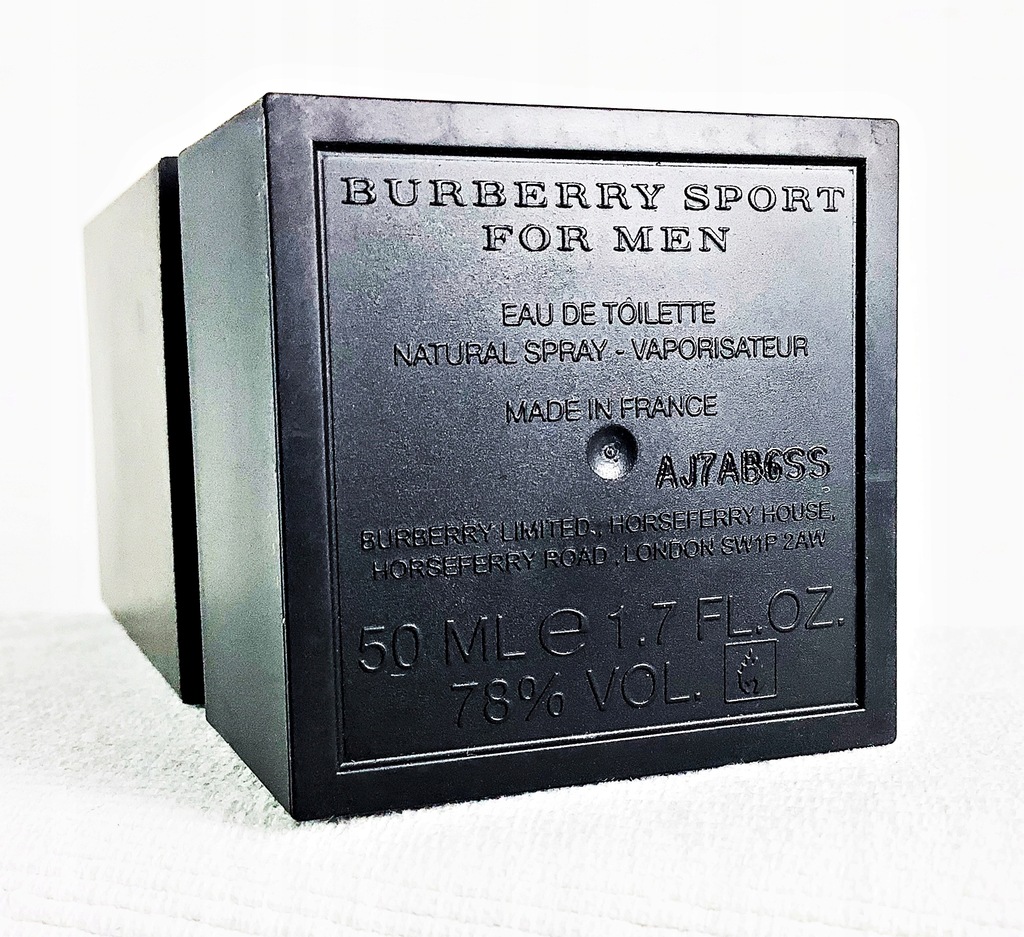 BURBERRY SPORT
FOR MEN
EAU DE TOILETTE
NATURAL SPRAY - VAPORISATEUR
MADE IN FRANCE
AJ7AB6SS
BURBERRY LIMITED., HORSEFERRY HOUSE,
HORSEFERRY ROAD , LONDON SW1P 2AW
50 ML ℮ 1.7 FL.OZ.
78% VOL.